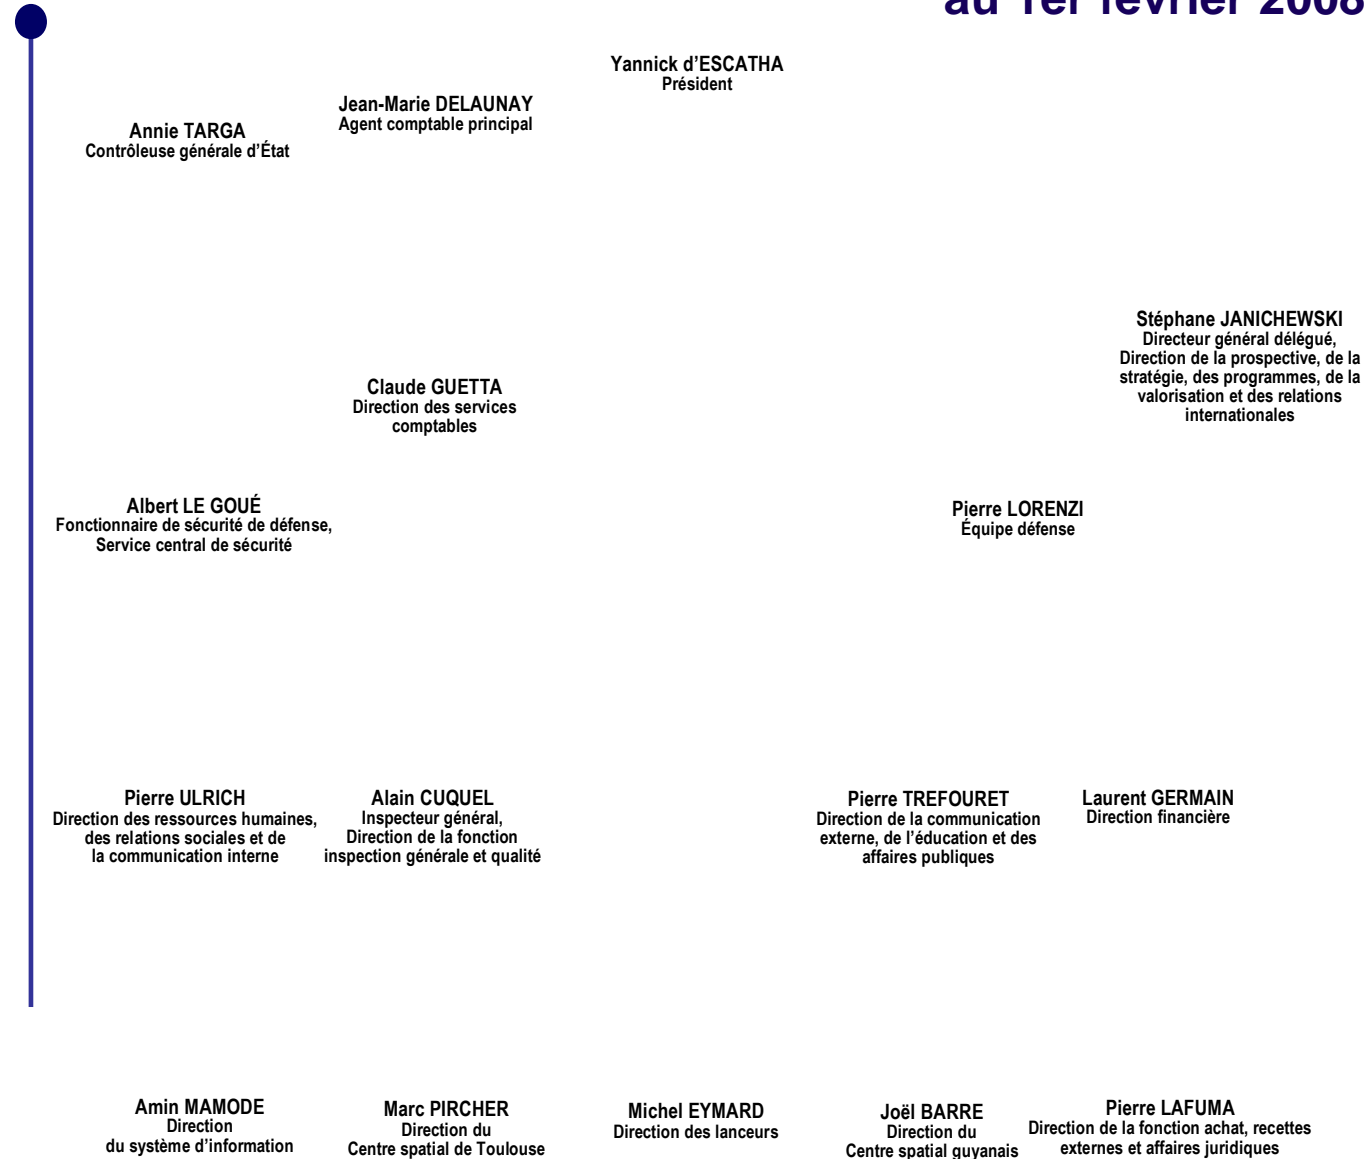 au 1er février 2008
Yannick d’ESCATHA
Président
Jean-Marie DELAUNAY
Agent comptable principal
Annie TARGA
Contrôleuse générale d’État
Stéphane JANICHEWSKI
Directeur général délégué,
Direction de la prospective, de la
stratégie, des programmes, de la
valorisation et des relations
internationales
Claude GUETTA
Direction des services
comptables
Albert LE GOUÉ
Fonctionnaire de sécurité de défense,
Service central de sécurité
Pierre LORENZI
Équipe défense
Pierre ULRICH
Direction des ressources humaines,
des relations sociales et de
la communication interne
Alain CUQUEL
Inspecteur général,
Direction de la fonction
inspection générale et qualité
Pierre TREFOURET
Direction de la communication
externe, de l’éducation et des
affaires publiques
Laurent GERMAIN
Direction financière
Amin MAMODE
Direction
du système d’information
Marc PIRCHER
Direction du
Centre spatial de Toulouse
Michel EYMARD
Direction des lanceurs
Joël BARRE
Direction du
Centre spatial guyanais
Pierre LAFUMA
Direction de la fonction achat, recettes
externes et affaires juridiques